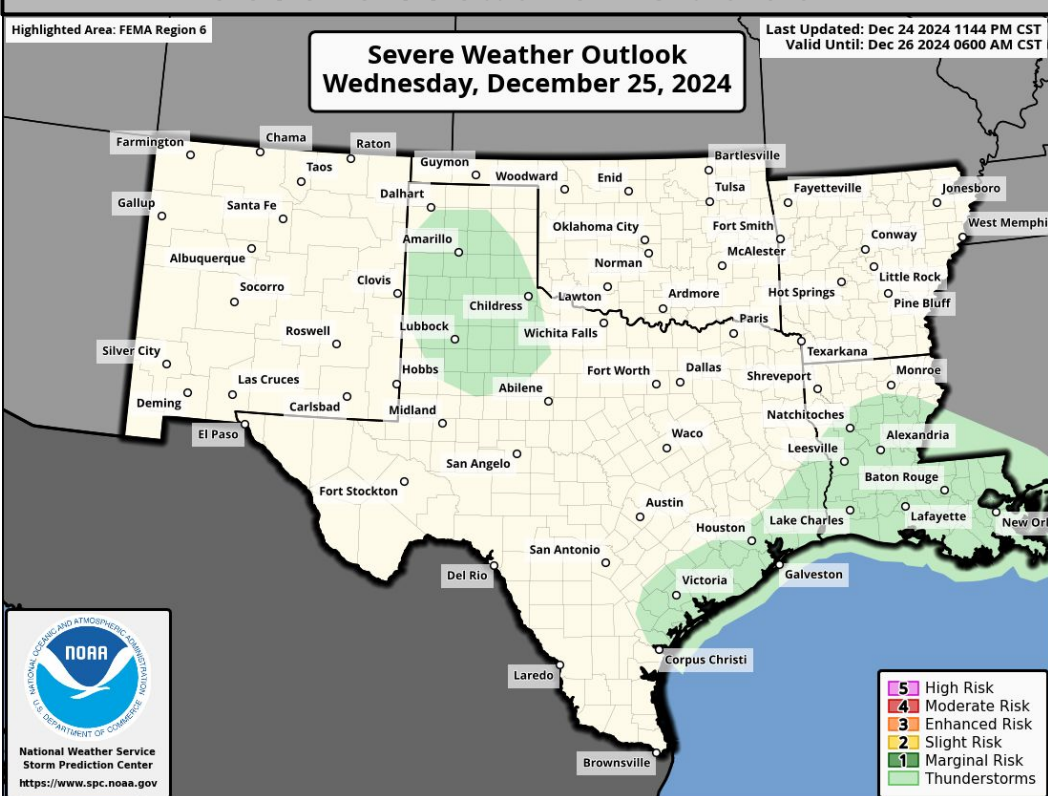 Highlighted Area: FEMA Region 6
Severe Weather Outlook
Wednesday, December 25, 2024
Last Updated: Dec 24 2024 1144 PM CST
Valid Until: Dec 26 2024 0600 AM CST
Farmington
Chama
Raton
Taos
Guymon
Woodward
Enid
Bartlesville
Tulsa
Fayetteville
Jonesboro
Gallup
Santa Fe
Dalhart
Oklahoma City
Fort Smith
West Memphi
Albuquerque
Amarillo
Norman
McAlester
Conway
Socorro
Clovis
Childress
Lawton
Ardmore
Hot Springs
Little Rock
Pine Bluff
Roswell
Lubbock
Wichita Falls
Paris
Texarkana
Silver City
Las Cruces
Hobbs
Abilene
Fort Worth
Dallas
Shreveport
Monroe
Deming
Carlsbad
Midland
Natchitoches
El Paso
Waco
Leesville
Alexandria
San Angelo
Fort Stockton
Baton Rouge
Austin
Houston
Lake Charles
Lafayette
New Orl
San Antonio
Del Rio
Victoria
Galveston
Laredo
Corpus Christi
Brownsville
NATIONAL OCEANIC AND ATMOSPHERIC ADMINISTRATION
NOAA
U.S. DEPARTMENT OF COMMERCE
National Weather Service
Storm Prediction Center
https://www.spc.noaa.gov
5 High Risk
4 Moderate Risk
3 Enhanced Risk
2 Slight Risk
1 Marginal Risk
Thunderstorms